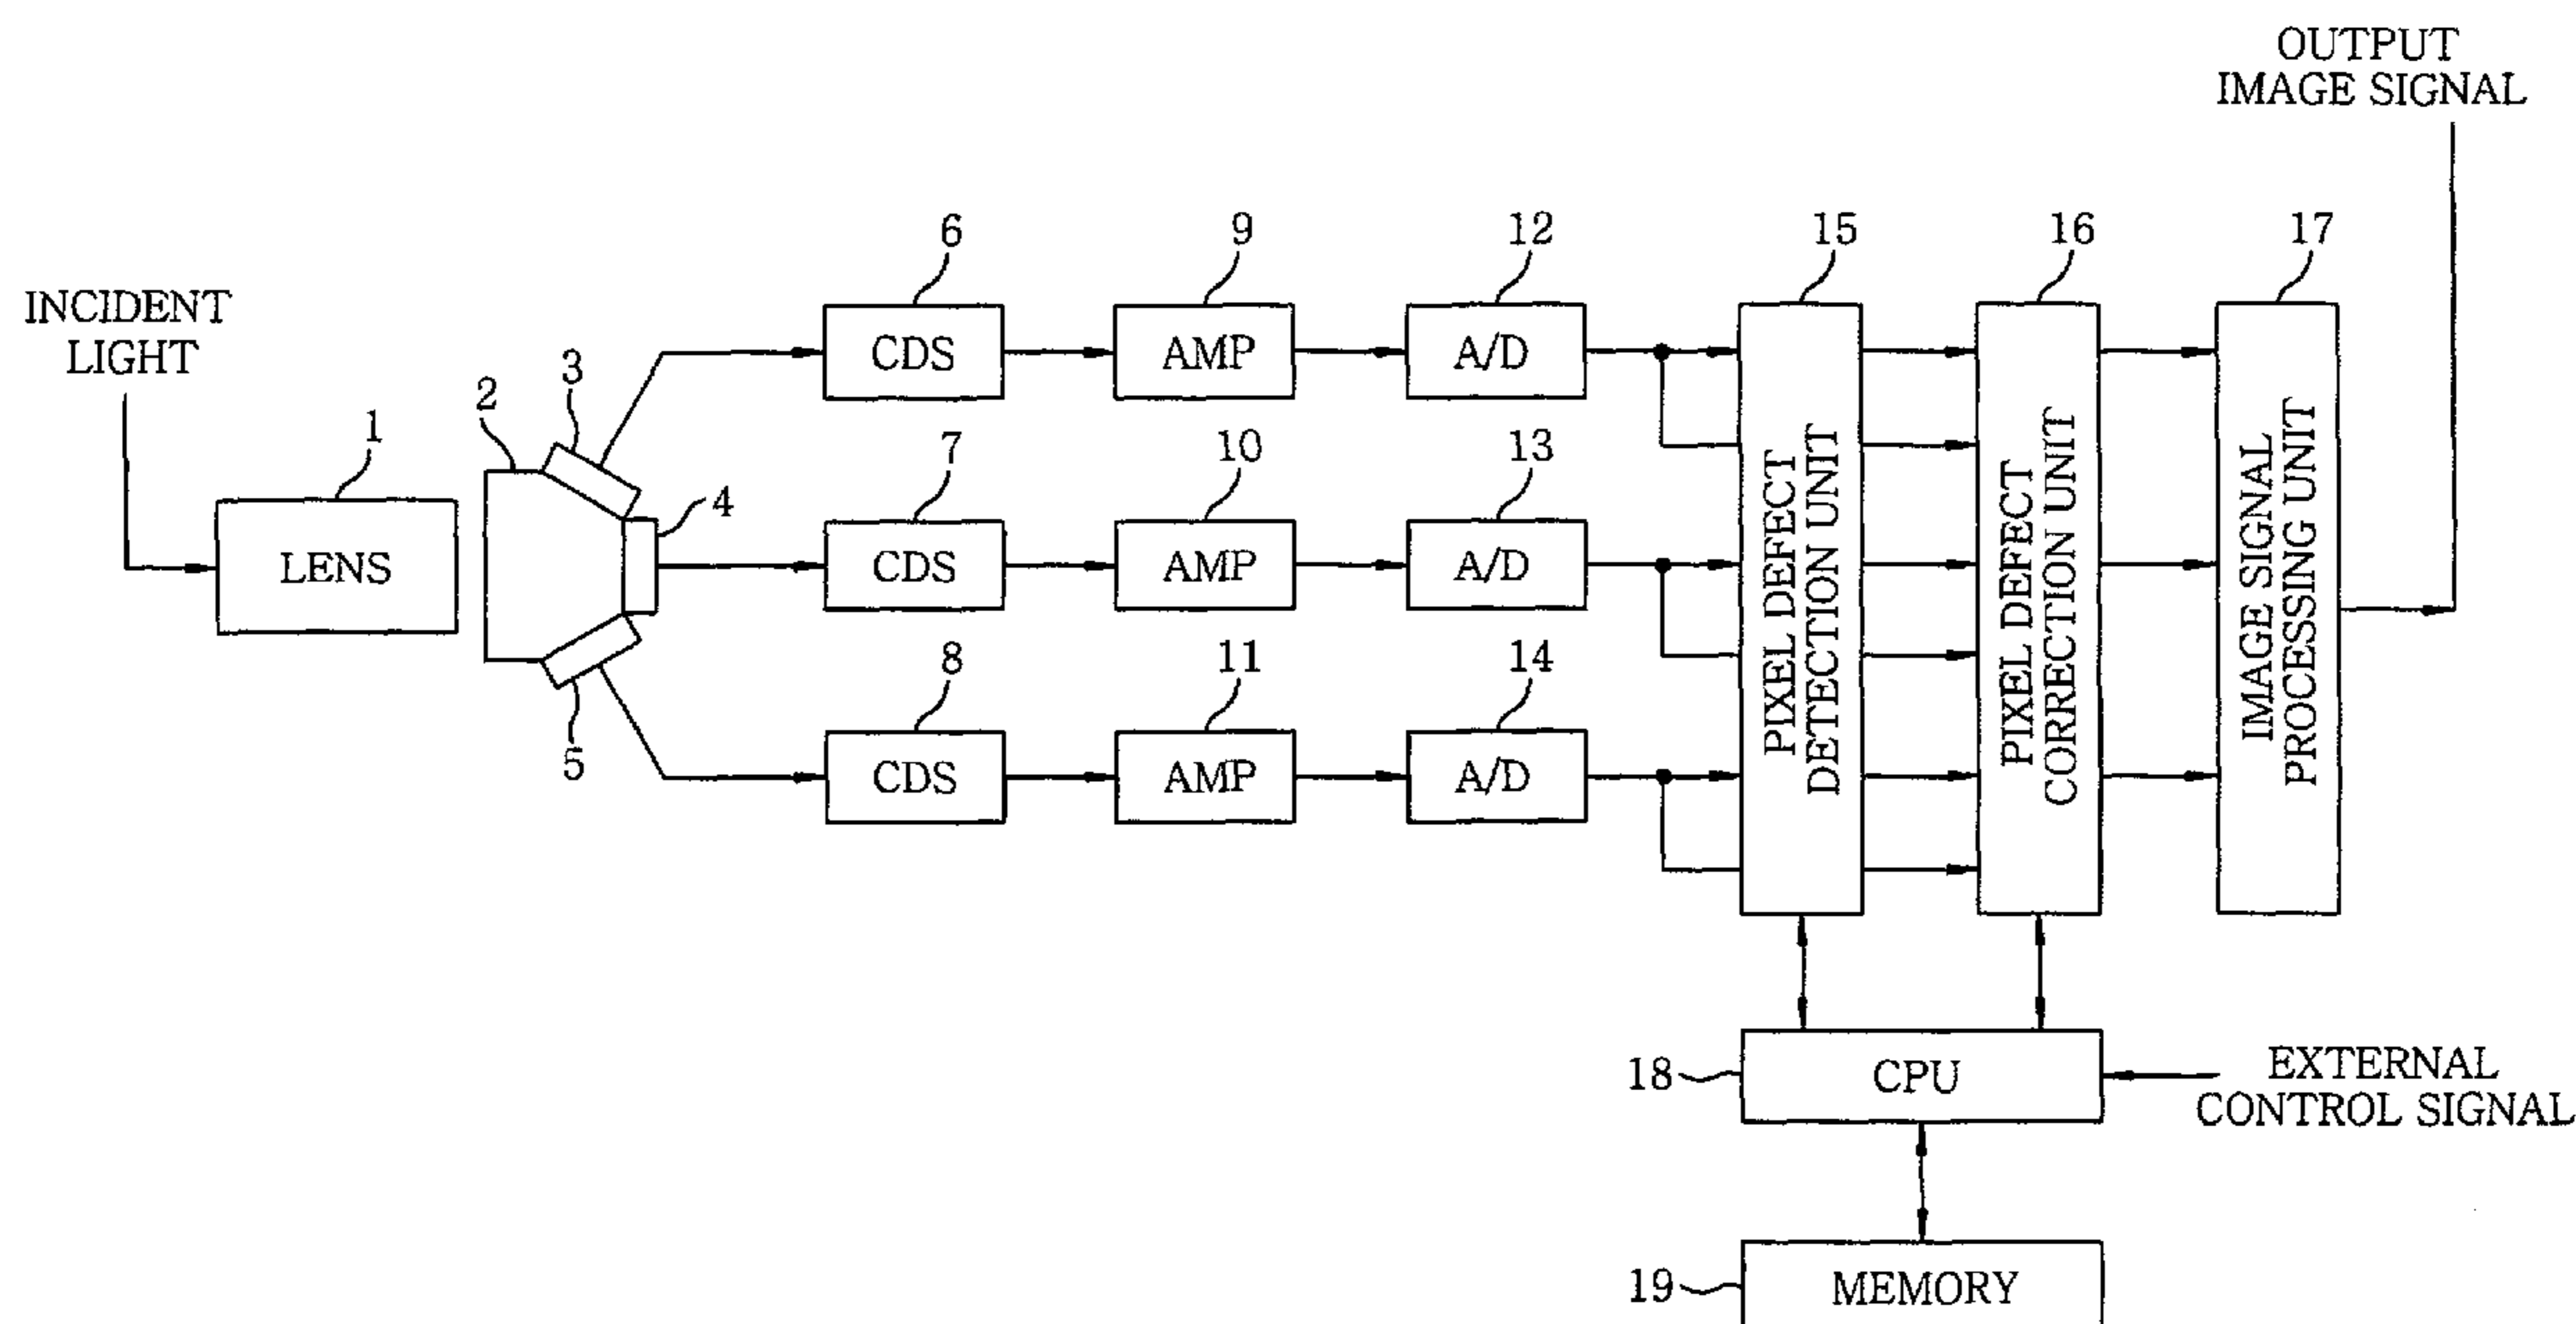 OUTPUT
IMAGE SIGNAL
INCIDENT
LIGHT
1
LENS
2
3
4
5
6
CDS
9
AMP
12
A/D
7
CDS
10
AMP
13
A/D
8
CDS
11
AMP
14
A/D
15
PIXEL DEFECT
DETECTION UNIT
16
PIXEL DEFECT
CORRECTION UNIT
17
IMAGE SIGNAL
PROCESSING UNIT
18
CPU
EXTERNAL
CONTROL SIGNAL
19
MEMORY